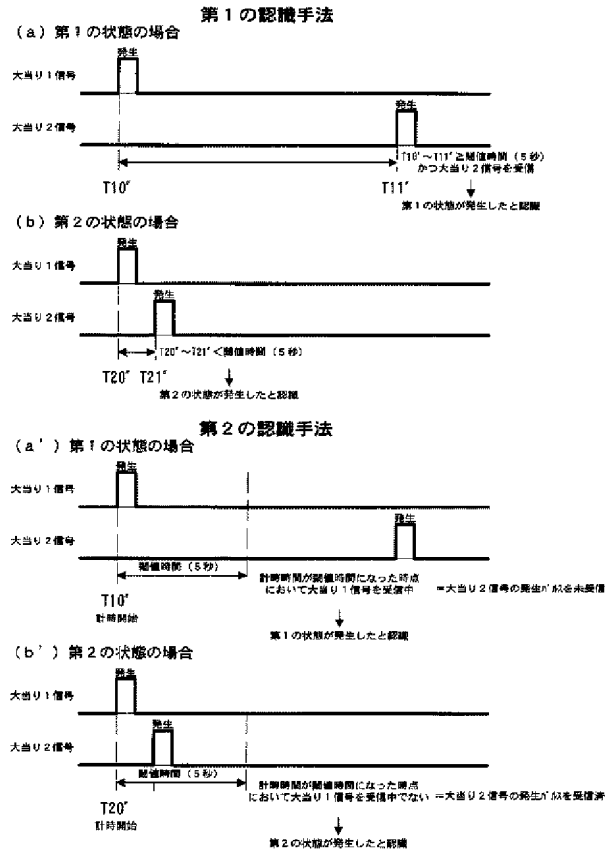 第1の認識手法
(a)第1の状態の場合
発生
大当り1信号
発生
大当り2信号
T10"～T11"≧閾値時間(5秒)
かつ大当り2信号を受信
T10"
T11"
第1の状態が発生したと認識
(b)第2の状態の場合
発生
大当り1信号
発生
大当り2信号
T20"～T21"＜閾値時間(5秒)
T20" T21"
第2の状態が発生したと認識
第2の認識手法
(a')第1の状態の場合
発生
大当り1信号
発生
大当り2信号
閾値時間(5秒)
計時時間が閾値時間になった時点
において大当り1信号を受信中 =大当り2信号の発生パルスを未受信
T10"
計時開始
第1の状態が発生したと認識
(b')第2の状態の場合
発生
大当り1信号
発生
大当り2信号
閾値時間(5秒)
計時時間が閾値時間になった時点
において大当り1信号を受信中でない =大当り2信号の発生パルスを受信済
T20"
計時開始
第2の状態が発生したと認識